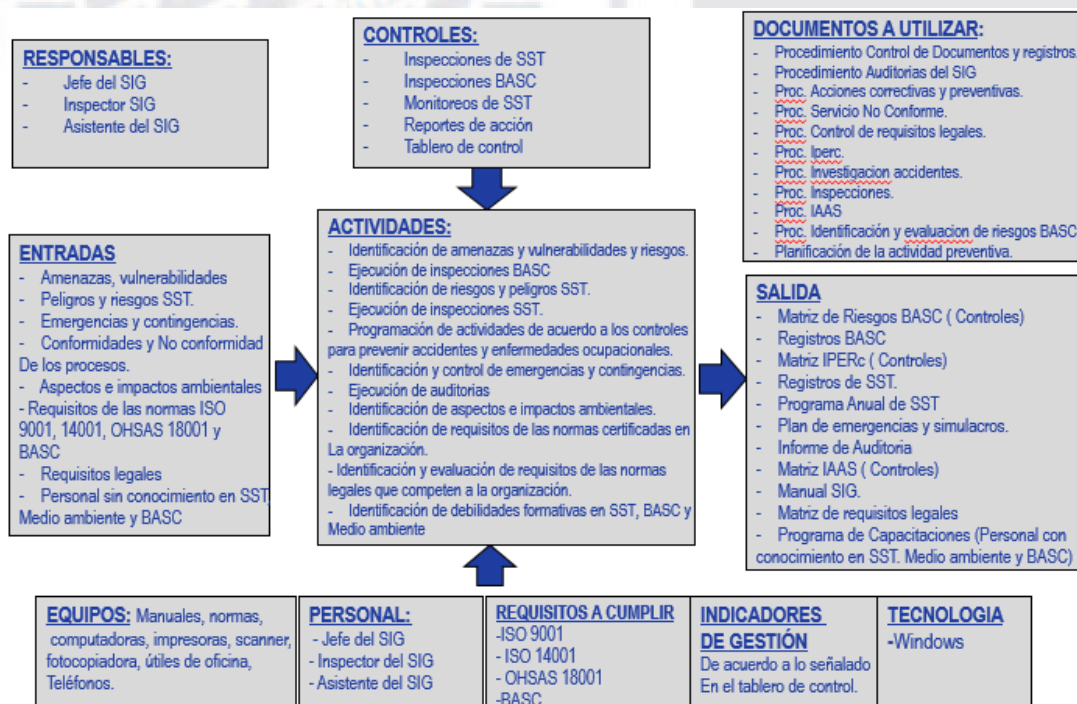 RESPONSABLES:
- Jefe del SIG
- Inspector SIG
- Asistente del SIG
CONTROLES:
- Inspecciones de SST
- Inspecciones BASC
- Monitoreos de SST
- Reportes de acción
- Tablero de control
DOCUMENTOS A UTILIZAR:
- Procedimiento Control de Documentos y registros.
- Procedimiento Auditorias del SIG
- Proc. Acciones correctivas y preventivas.
- Proc. Servicio No Conforme.
- Proc. Control de requisitos legales.
- Proc. Iperc.
- Proc. Investigacion accidentes.
- Proc. Inspecciones.
- Proc. IAAS
- Proc. Identificación y evaluacion de riesgos BASC
- Planificación de la actividad preventiva.
ENTRADAS
- Amenazas, vulnerabilidades
- Peligros y riesgos SST.
- Emergencias y contingencias.
- Conformidades y No conformidad
De los procesos.
- Aspectos e impactos ambientales
- Requisitos de las normas ISO
9001, 14001, OHSAS 18001 y
BASC
- Requisitos legales
- Personal sin conocimiento en SST,
Medio ambiente y BASC
ACTIVIDADES:
- Identificación de amenazas y vulnerabilidades y riesgos.
- Ejecución de inspecciones BASC
- Identificación de riesgos y peligros SST.
- Ejecución de inspecciones SST.
- Programación de actividades de acuerdo a los controles
para prevenir accidentes y enfermedades ocupacionales.
- Identificación y control de emergencias y contingencias.
- Ejecución de auditorias
- Identificación de aspectos e impactos ambientales.
- Identificación de requisitos de las normas certificadas en
La organización.
- Identificación y evaluación de requisitos de las normas
legales que competen a la organización.
- Identificación de debilidades formativas en SST, BASC y
Medio ambiente
SALIDA
- Matriz de Riesgos BASC ( Controles)
- Registros BASC
- Matriz IPERc ( Controles)
- Registros de SST.
- Programa Anual de SST
- Plan de emergencias y simulacros.
- Informe de Auditoria
- Matriz IAAS ( Controles)
- Manual SIG.
- Matriz de requisitos legales
- Programa de Capacitaciones (Personal con
conocimiento en SST. Medio ambiente y BASC)
EQUIPOS: Manuales, normas,
computadoras, impresoras, scanner,
fotocopiadora, útiles de oficina,
Teléfonos.
PERSONAL:
- Jefe del SIG
- Inspector del SIG
- Asistente del SIG
REQUISITOS A CUMPLIR
-ISO 9001
- ISO 14001
- OHSAS 18001
-BASC
INDICADORES
DE GESTIÓN
De acuerdo a lo señalado
En el tablero de control.
TECNOLOGIA
-Windows